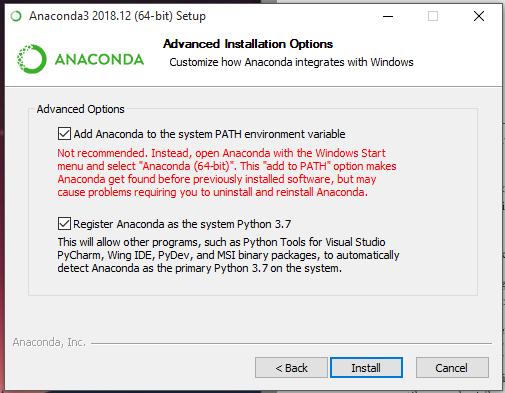 Anaconda3 2018.12 (64-bit) Setup
ANACONDA
Advanced Installation Options
Customize how Anaconda integrates with Windows
Advanced Options
Add Anaconda to the system PATH environment variable
Not recommended. Instead, open Anaconda with the Windows Start
menu and select "Anaconda (64-bit)". This "add to PATH" option makes
Anaconda get found before previously installed software, but may
cause problems requiring you to uninstall and reinstall Anaconda.
Register Anaconda as the system Python 3.7
This will allow other programs, such as Python Tools for Visual Studio
PyCharm, Wing IDE, PyDev, and MSI binary packages, to automatically
detect Anaconda as the primary Python 3.7 on the system.
Anaconda, Inc.
< Back
Install
Cancel